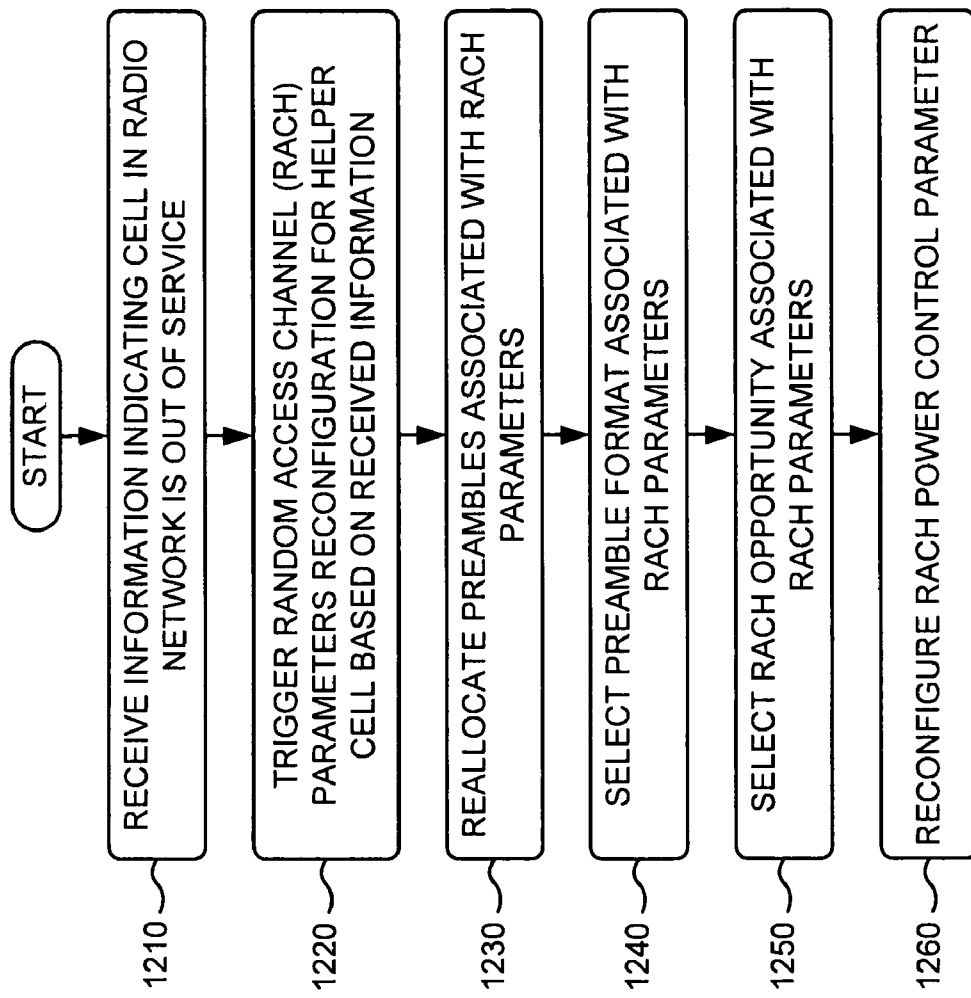 START
1210
RECEIVE INFORMATION INDICATING CELL IN RADIO
NETWORK IS OUT OF SERVICE
1220
TRIGGER RANDOM ACCESS CHANNEL (RACH)
PARAMETERS RECONFIGURATION FOR HELPER
CELL BASED ON RECEIVED INFORMATION
1230
REALLOCATE PREAMBLES ASSOCIATED WITH RACH
PARAMETERS
1240
SELECT PREAMBLE FORMAT ASSOCIATED WITH
RACH PARAMETERS
1250
SELECT RACH OPPORTUNITY ASSOCIATED WITH
RACH PARAMETERS
1260
RECONFIGURE RACH POWER CONTROL PARAMETER